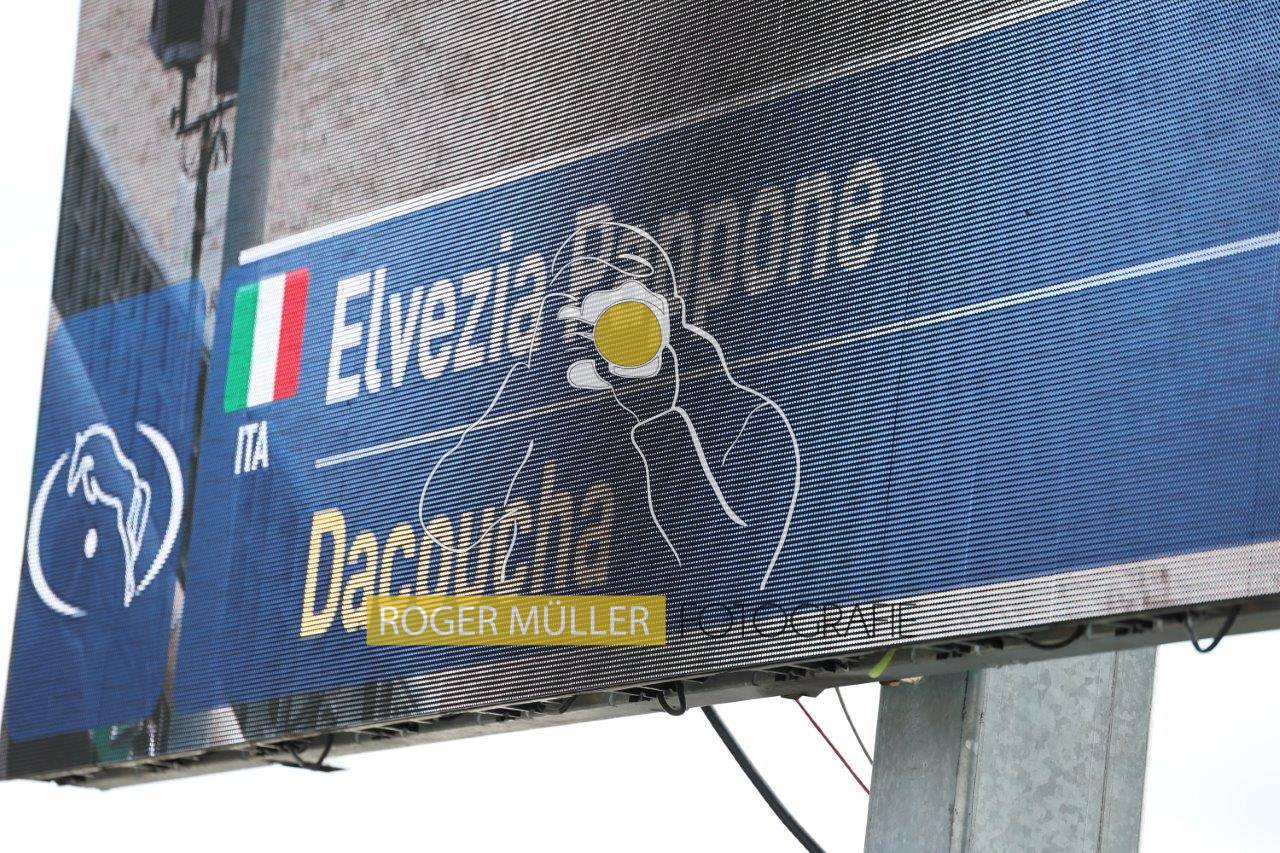 Elvezia
ITA
Dacoucha
ROGER MÜLLER FOTOGRAFIE